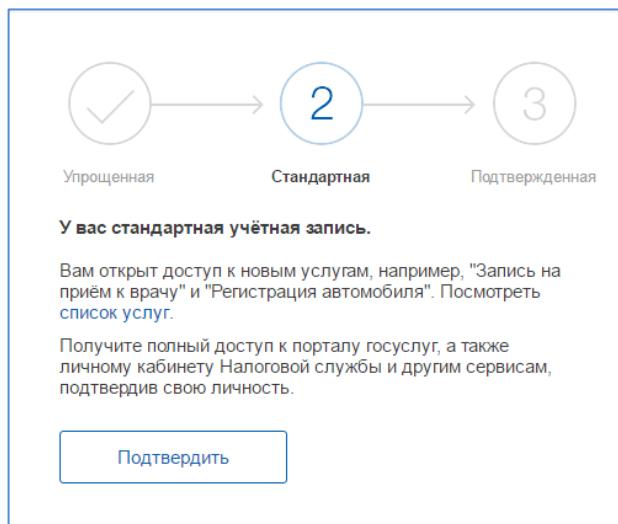 2
3
Упрощенная
Стандартная
Подтвержденная
У вас стандартная учётная запись.
Вам открыт доступ к новым услугам, например, "Запись на
приём к врачу" и "Регистрация автомобиля". Посмотреть
список услуг.
Получите полный доступ к порталу госуслуг, а также
личному кабинету Налоговой службы и другим сервисам,
подтвердив свою личность.
Подтвердить